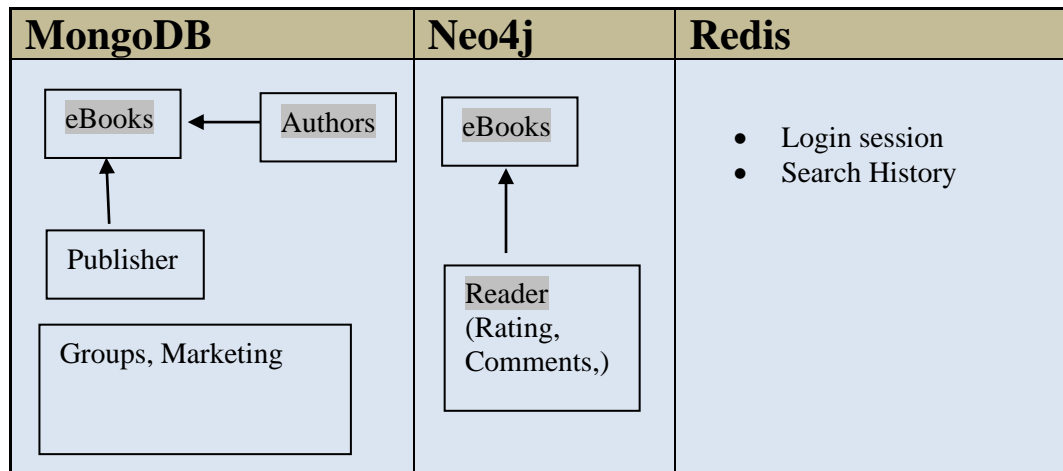 MongoDB
Neo4j
Redis
eBooks
Authors
Publisher
Groups, Marketing
eBooks
Reader
(Rating,
Comments,)
• Login session
• Search History